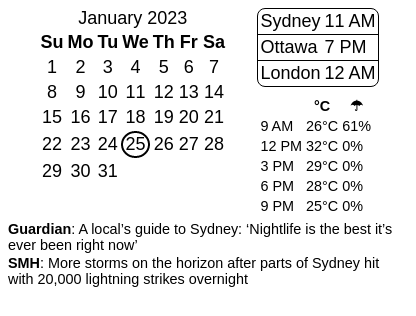 January 2023
Su Mo Tu We Th Fr Sa
1 2 3 4 5 6 7
8 9 10 11 12 13 14
15 16 17 18 19 20 21
22 23 24 25 26 27 28
29 30 31
Sydney 11 AM
Ottawa 7 PM
London 12 AM
°C ☂
9 AM 26°C 61%
12 PM 32°C 0%
3 PM 29°C 0%
6 PM 28°C 0%
9 PM 25°C 0%
Guardian: A local’s guide to Sydney: ‘Nightlife is the best it’s
ever been right now’
SMH: More storms on the horizon after parts of Sydney hit
with 20,000 lightning strikes overnight